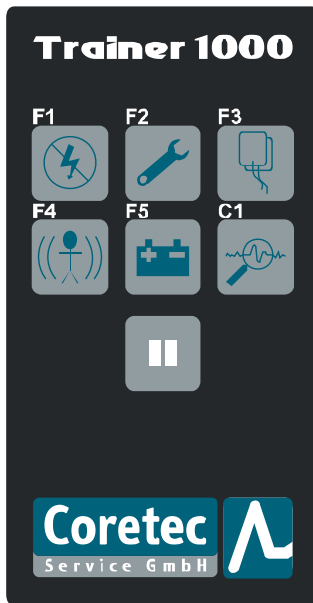 Trainer 1000
F1 F2 F3
F4 F5 C1
Coretec
Service GmbH